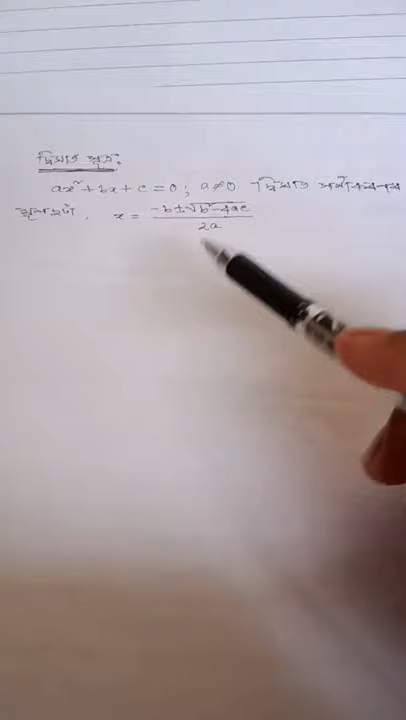 দ্বিঘাত সূত্র:
ax² + bx + c = 0 ; a ≠ 0 দ্বিঘাত
x = (-b ± √(b² - 4ac)) / 2a